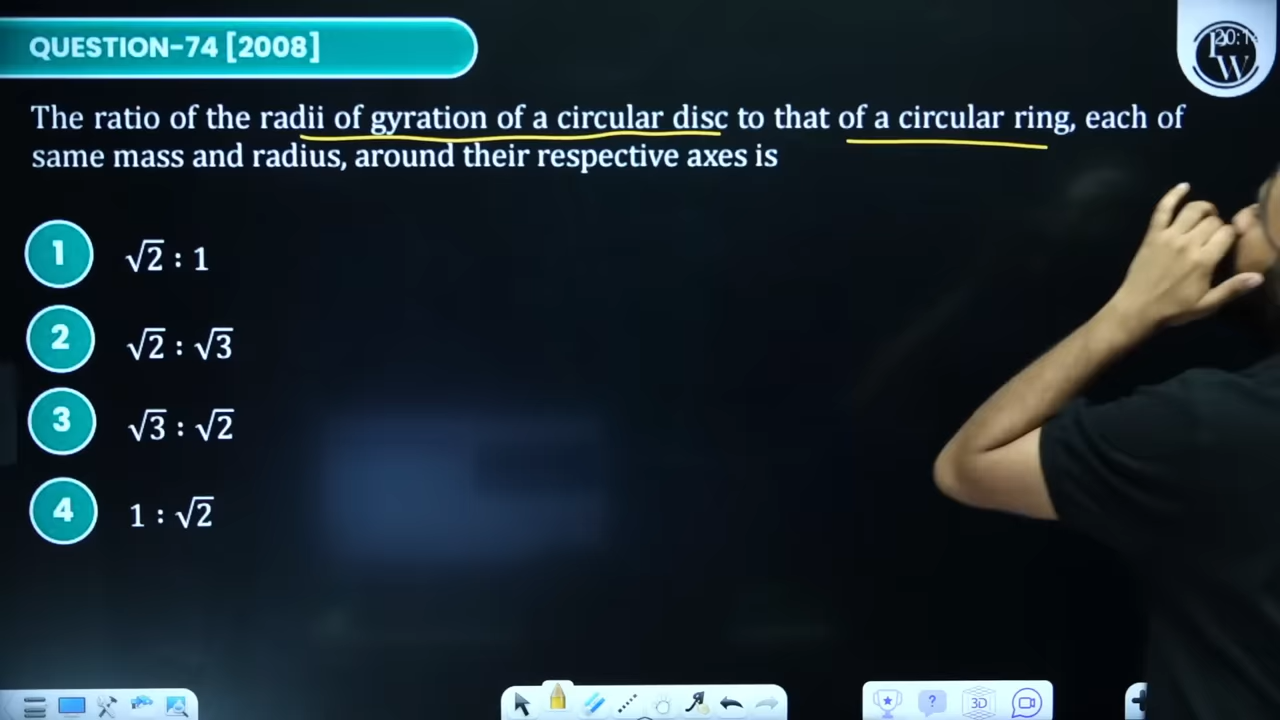 QUESTION-74 [2008]
The ratio of the radii of gyration of a circular disc to that of a circular ring, each of
same mass and radius, around their respective axes is
1 √2 : 1
2 √2 : √3
3 √3 : √2
4 1 : √2
PW
?
3D